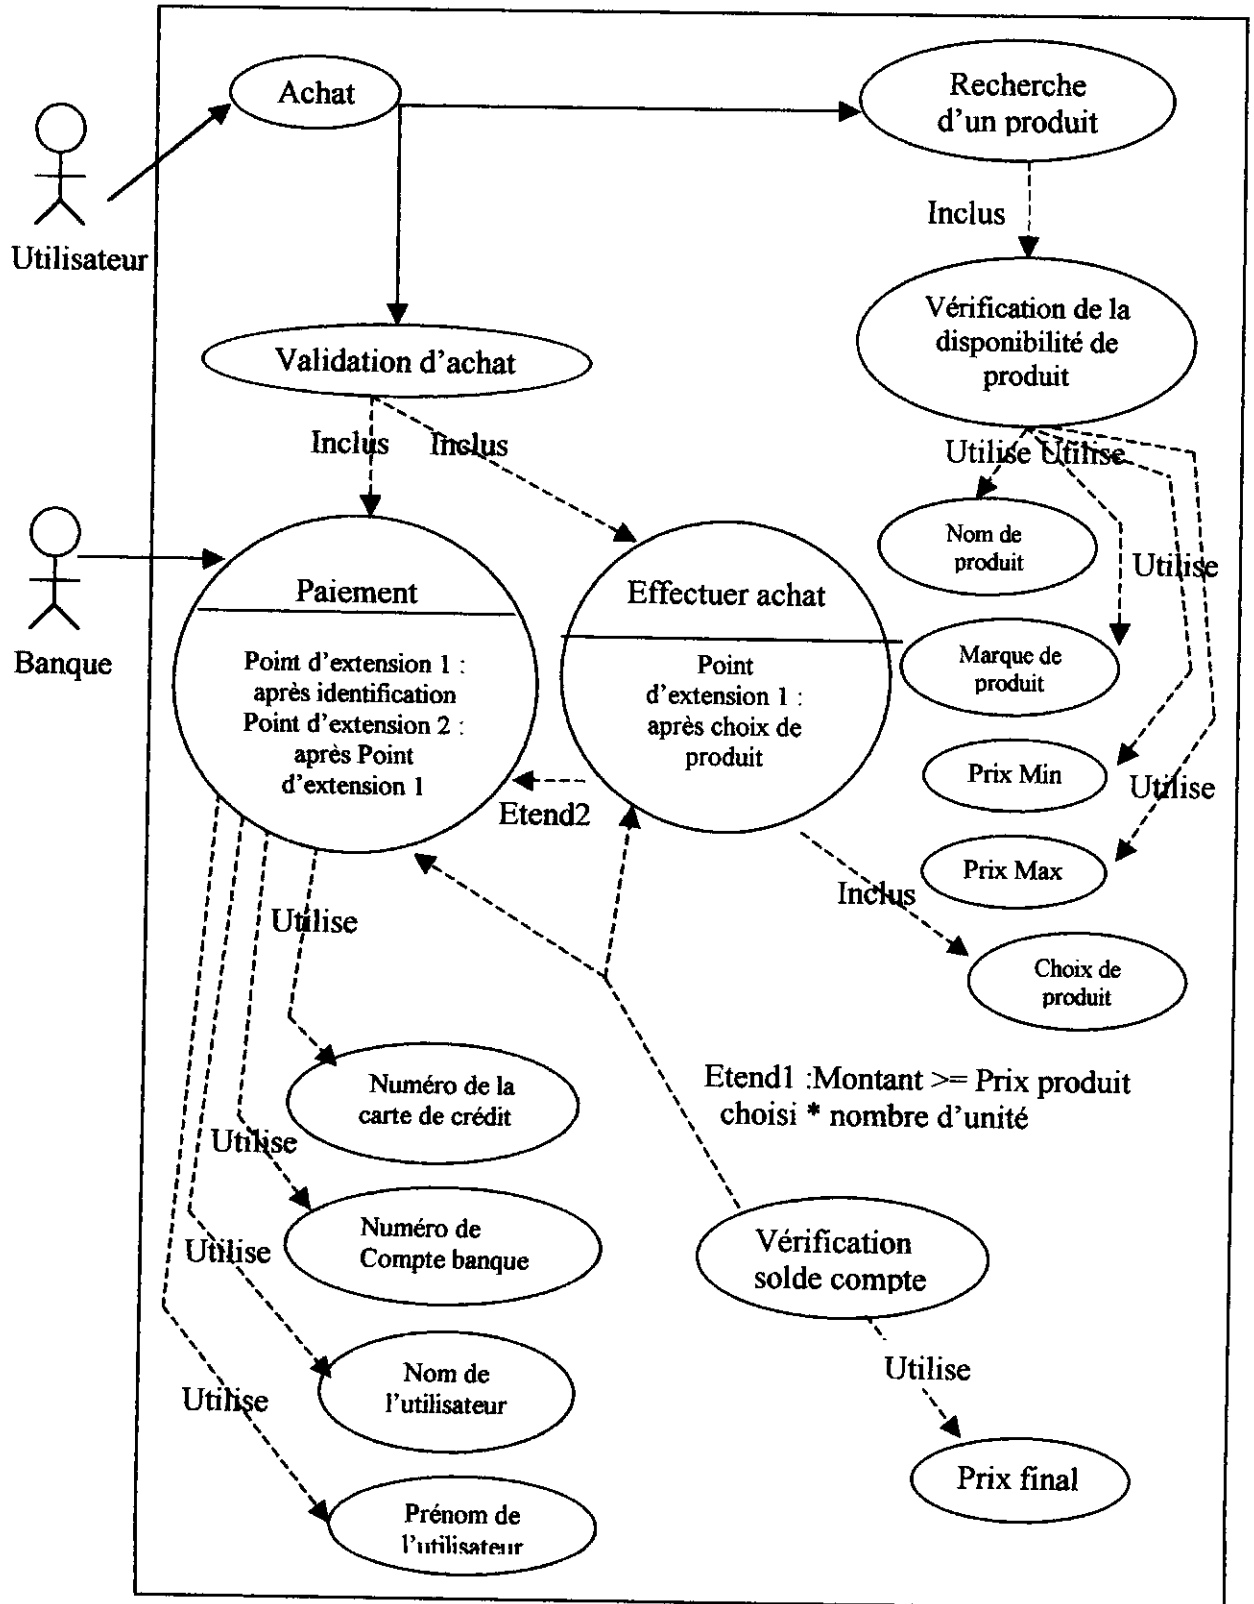 Achat
Recherche
d'un produit
Utilisateur
Inclus
Validation d'achat
Vérification de la
disponibilité de
produit
Inclus
Inclus
Utilise
Utilise
Banque
Paiement
Point d'extension 1 :
après identification
Point d'extension 2 :
après Point
d'extension 1
Effectuer achat
Point
d'extension 1 :
après choix de
produit
Nom de
produit
Utilise
Marque de
produit
Prix Min
Utilise
Prix Max
Etend2
Inclus
Choix de
produit
Utilise
Numéro de la
carte de crédit
Etend1 :Montant >= Prix produit
choisi * nombre d'unité
Utilise
Numéro de
Compte banque
Vérification
solde compte
Utilise
Nom de
l'utilisateur
Utilise
Utilise
Prix final
Prénom de
l'utilisateur